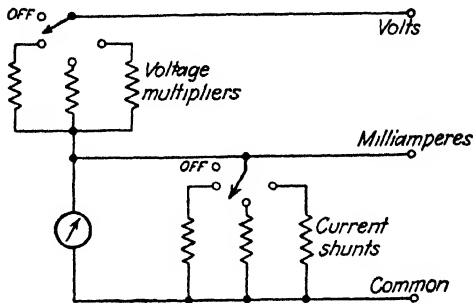 OFF
Volts
Voltage
multipliers
Milliamperes
OFF
Current
shunts
Common